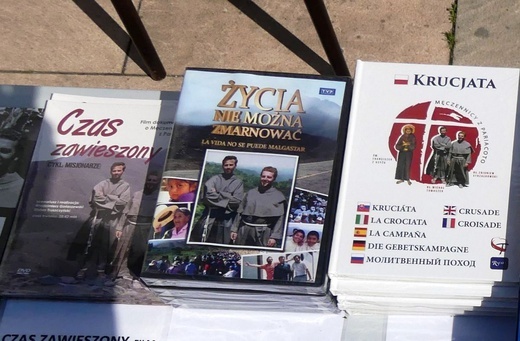 Czas
zawieszony
(CYKL: MISJONARZE)
DVD
TVP
ŻYCIA
NIE MOŻNA
ZMARNOWAĆ
LA VIDA NO SE PUEDE MALGASTAR
KRUCJATA
MĘCZENNICY Z PARIACOTO
KRUCIÁTA
LA CROCIATA
LA CAMPAÑA
DIE GEBETSKAMPAGNE
МОЛИТВЕННЫЙ ПОХОД
CRUSADE
CROISADE
CZAS ZAWIESZONY